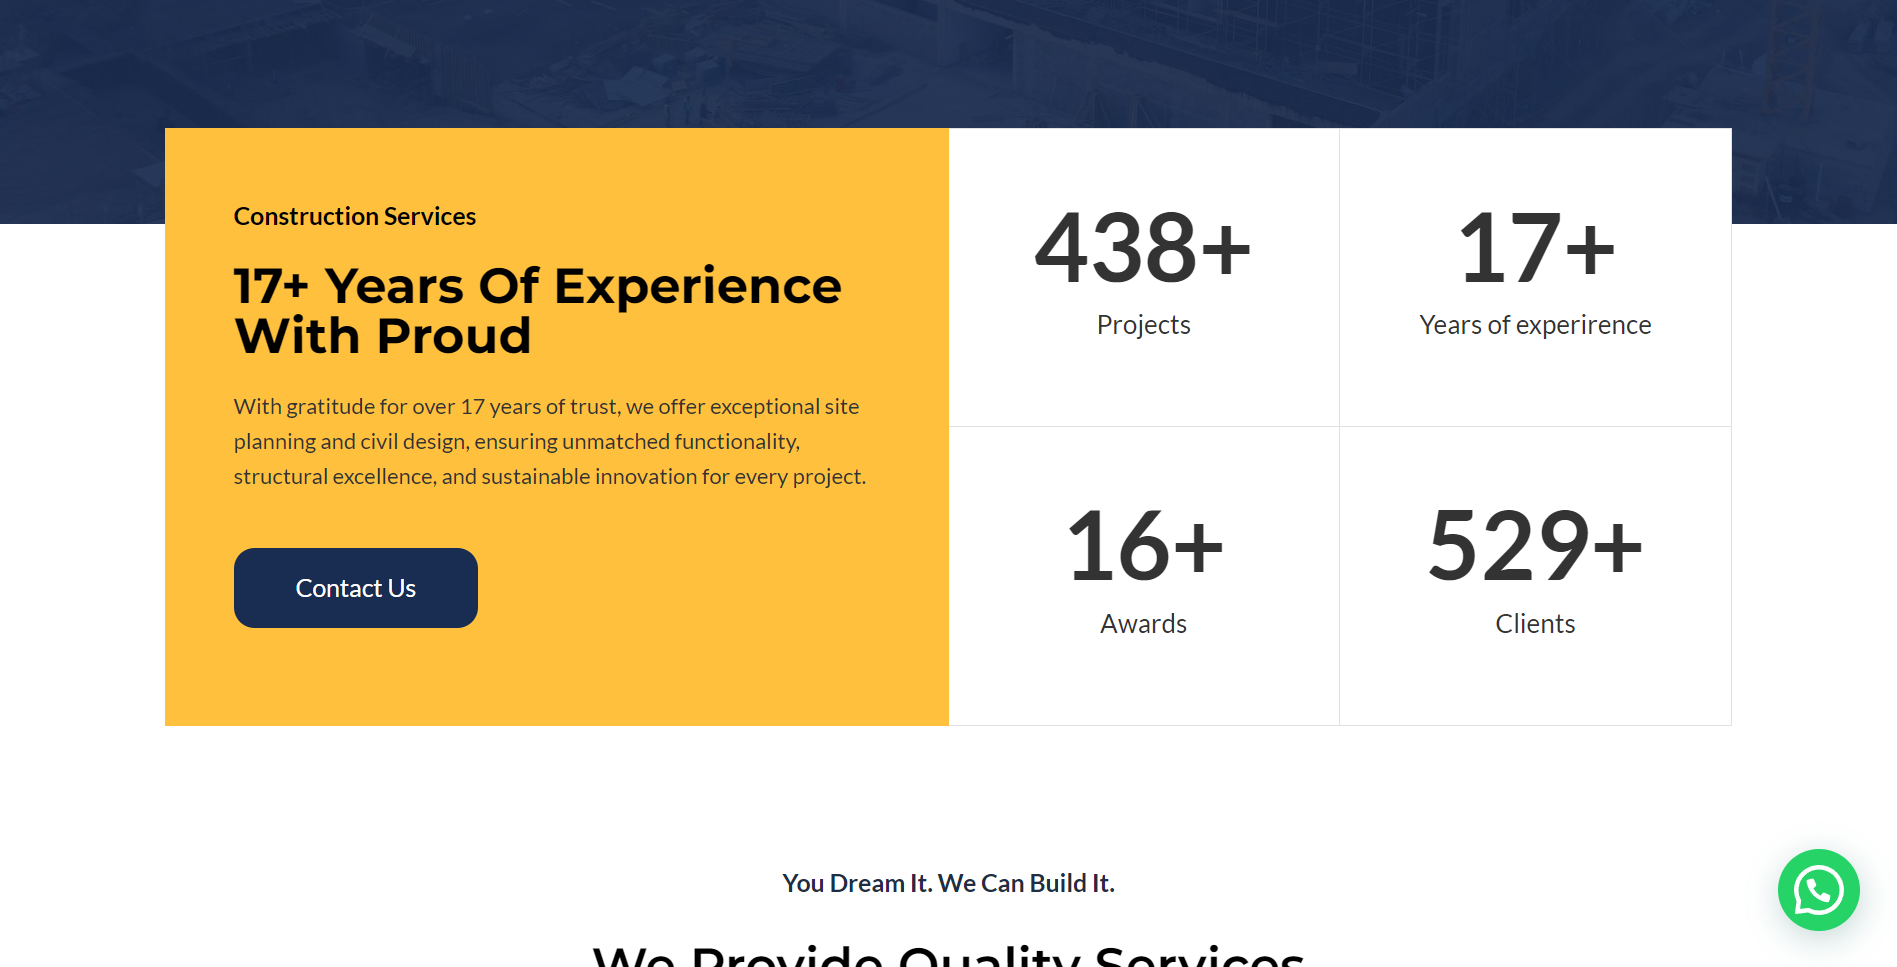 Construction Services
17+ Years Of Experience
With Proud
With gratitude for over 17 years of trust, we offer exceptional site
planning and civil design, ensuring unmatched functionality,
structural excellence, and sustainable innovation for every project.
Contact Us
438+
Projects
17+
Years of experirence
16+
Awards
529+
Clients
You Dream It. We Can Build It.
We Provide Quality Services